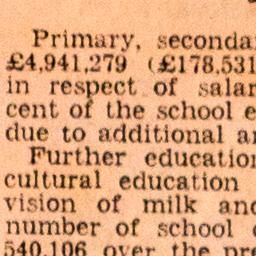 Primary, seconda
£4,941,279 (£178,531
in respect of salar
cent of the school e
due to additional a
Further education
cultural education
vision of milk and
number of school
540,106 over the pre